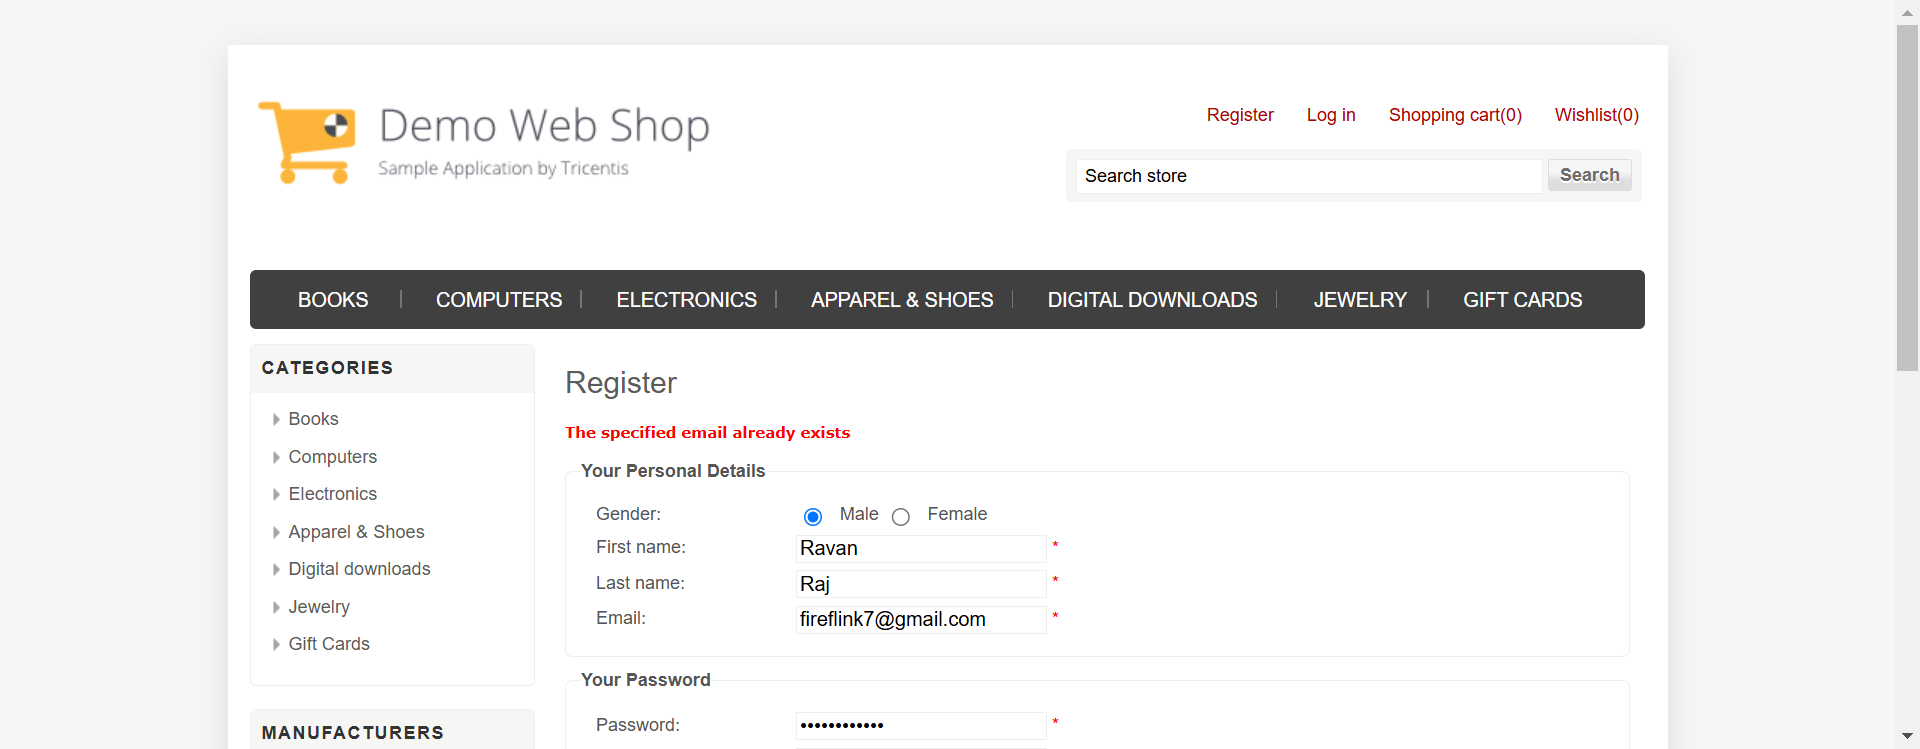 Demo Web Shop
Sample Application by Tricentis
Register Log in Shopping cart(0) Wishlist(0)
Search store Search
BOOKS COMPUTERS ELECTRONICS APPAREL & SHOES DIGITAL DOWNLOADS JEWELRY GIFT CARDS
CATEGORIES
Books
Computers
Electronics
Apparel & Shoes
Digital downloads
Jewelry
Gift Cards
MANUFACTURERS
Register
The specified email already exists
Your Personal Details
Gender: Male Female
First name: Ravan *
Last name: Raj *
Email: fireflink7@gmail.com *
Your Password
Password: •••••••••••• *